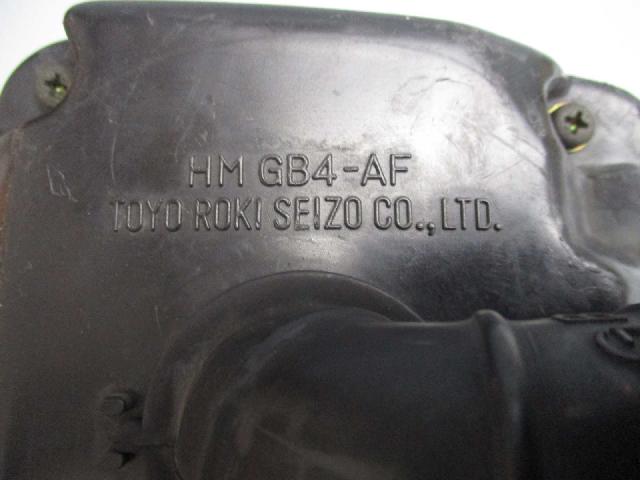 HM GB4-AF
TOYO ROKI SEIZO CO.,LTD.